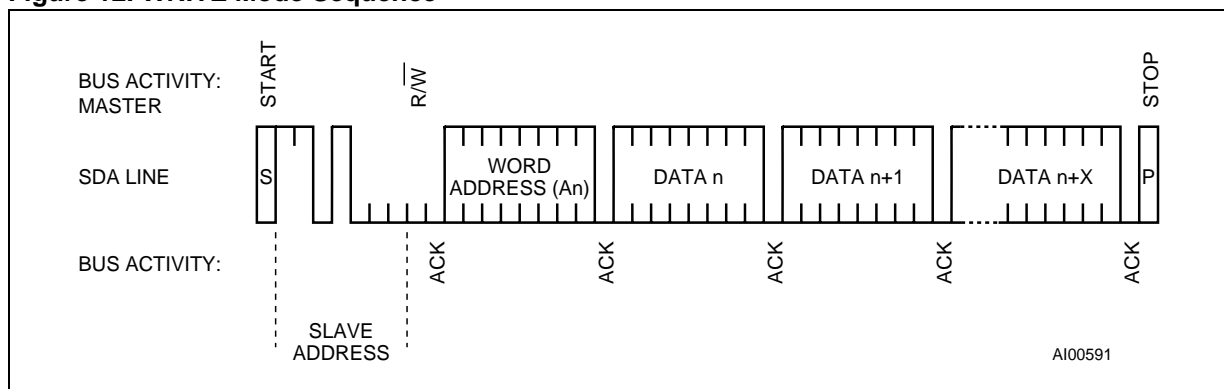 Figure 12. WRITE Mode Sequence
BUS ACTIVITY:
MASTER
START
R/W
STOP
SDA LINE
S
WORD
ADDRESS (An)
DATA n
DATA n+1
DATA n+X
P
BUS ACTIVITY:
ACK
ACK
ACK
ACK
ACK
SLAVE
ADDRESS
AI00591